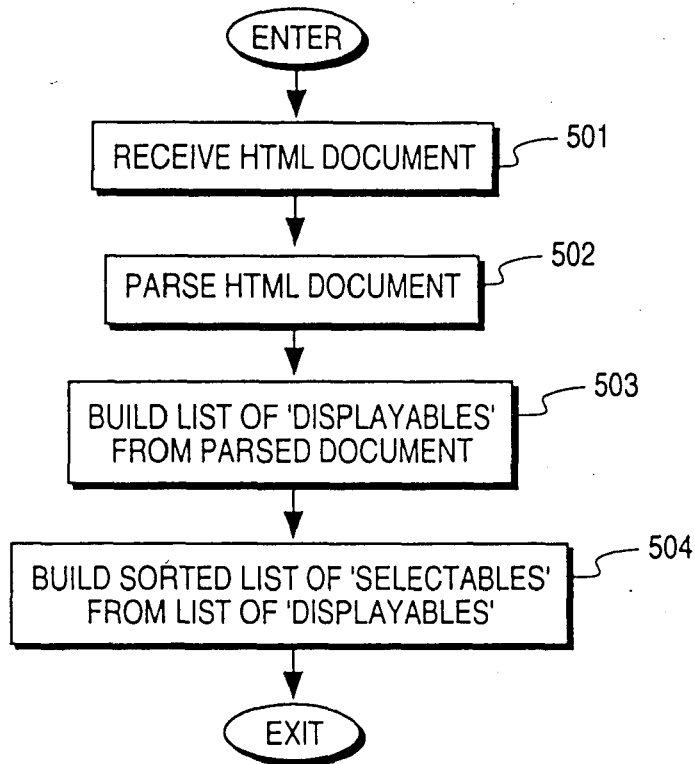 ENTER
RECEIVE HTML DOCUMENT
501
PARSE HTML DOCUMENT
502
BUILD LIST OF 'DISPLAYABLES'
FROM PARSED DOCUMENT
503
BUILD SORTED LIST OF 'SELECTABLES'
FROM LIST OF 'DISPLAYABLES'
504
EXIT